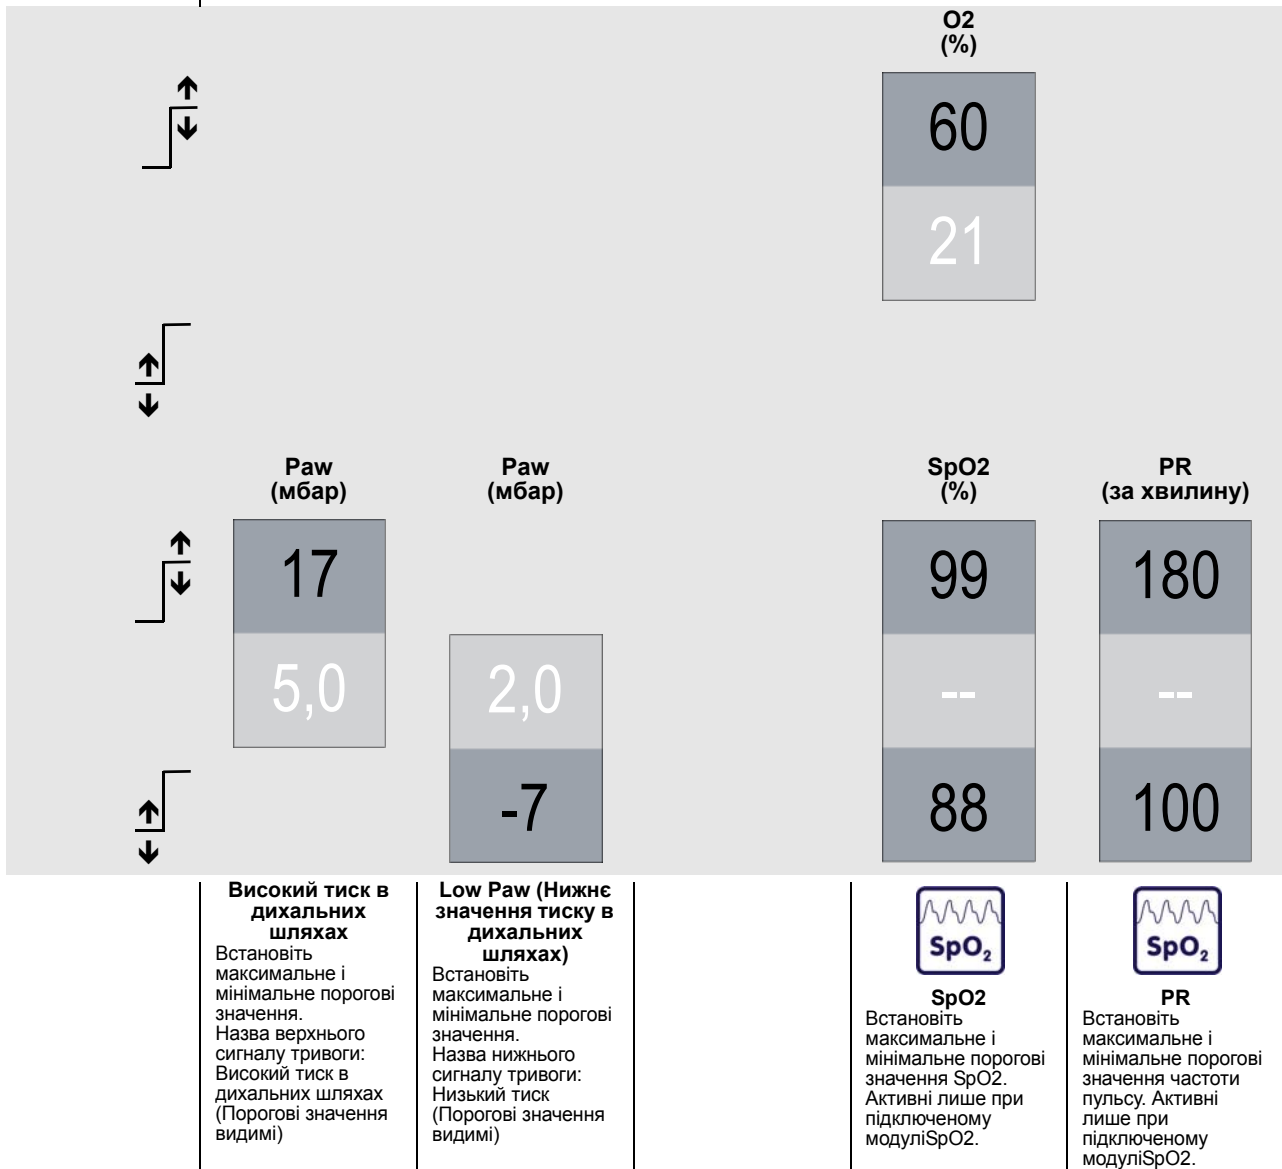 O2
(%)
60
21
Paw
(мбар)
Paw
(мбар)
SpO2
(%)
PR
(за хвилину)
17
99
180
5,0
2,0
--
--
-7
88
100
Високий тиск в
дихальних
шляхах
Встановіть
максимальне і
мінімальне порогові
значення.
Назва верхнього
сигналу тривоги:
Високий тиск в
дихальних шляхах
(Порогові значення
видимі)
Low Paw (Нижнє
значення тиску в
дихальних
шляхах)
Встановіть
максимальне і
мінімальне порогові
значення.
Назва нижнього
сигналу тривоги:
Низький тиск
(Порогові значення
видимі)
SpO₂
SpO2
Встановіть
максимальне і
мінімальне порогові
значення SpO2.
Активні лише при
підключеному
модуліSpO2.
SpO₂
PR
Встановіть
максимальне і
мінімальне порогові
значення частоти
пульсу. Активні
лише при
підключеному
модуліSpO2.